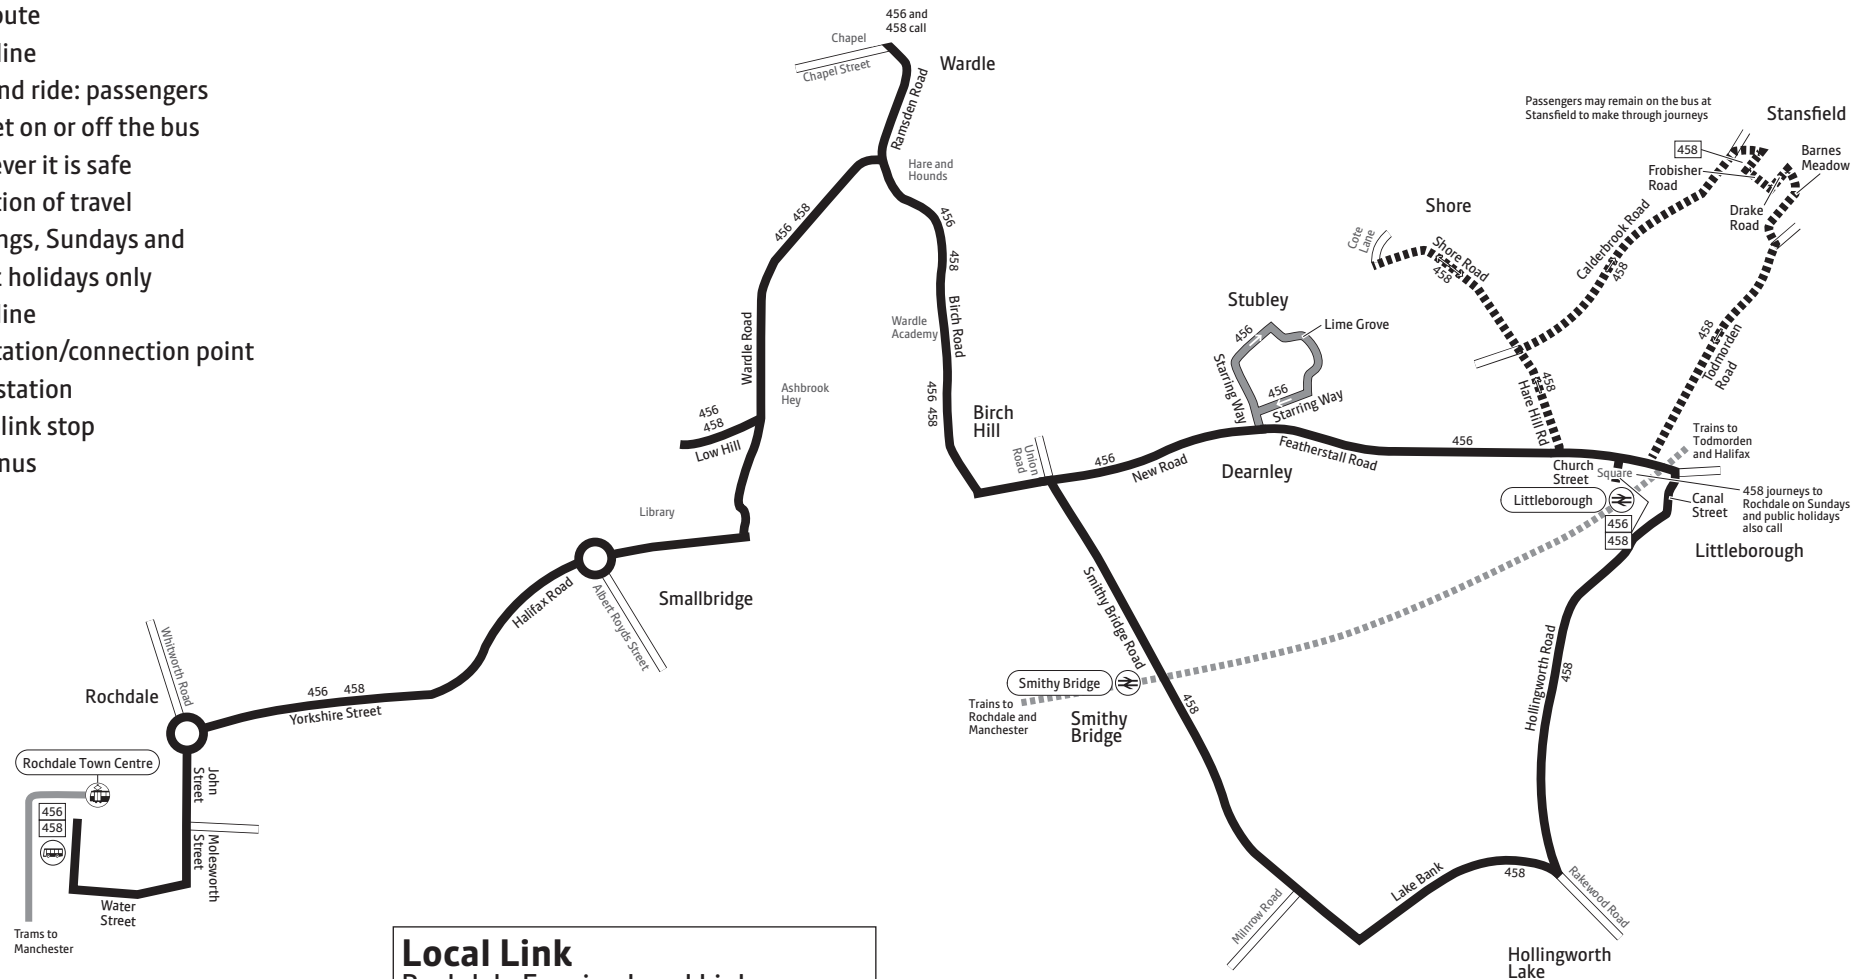 oute
line
nd ride: passengers
et on or off the bus
ever it is safe
tion of travel
ngs, Sundays and
c holidays only
line
tation/connection point
station
link stop
nus
456 and
458 call
Chapel
Chapel Street
Wardle
Ramsden Road
Hare and
Hounds
456 458
456
458
Birch Road
Wardle
Academy
Wardle Road
Ashbrook
Hey
456
458
Low Hill
456 458
Birch
Hill
Union
Road
Library
Smallbridge
Halifax Road
Albert Royds Street
Whitworth Road
Rochdale
456 458
Yorkshire Street
Rochdale Town Centre
John
Street
456
458
Molesworth
Street
Water
Street
Trams to
Manchester
Passengers may remain on the bus at
Stansfield to make through journeys
Stansfield
458
Frobisher
Road
Barnes
Meadow
Drake
Road
Shore
Cote
Lane
Shore Road
458
Calderbrook Road
458
458
Todmorden
Road
458
Hare Hill Rd
Stubley
456
Lime Grove
Starring Way
456
Starring Way
456
New Road
Dearnley
Featherstall Road
456
Trains to
Todmorden
and Halifax
Church
Street
Square
Littleborough
456
458
Canal
Street
458 journeys to
Rochdale on Sundays
and public holidays
also call
Littleborough
Smithy Bridge Road
Smithy Bridge
Trains to
Rochdale and
Manchester
Smithy
Bridge
458
Hollingworth Road
458
Lake Bank
458
Milnrow Road
Rakewood Road
Hollingworth
Lake
Local Link